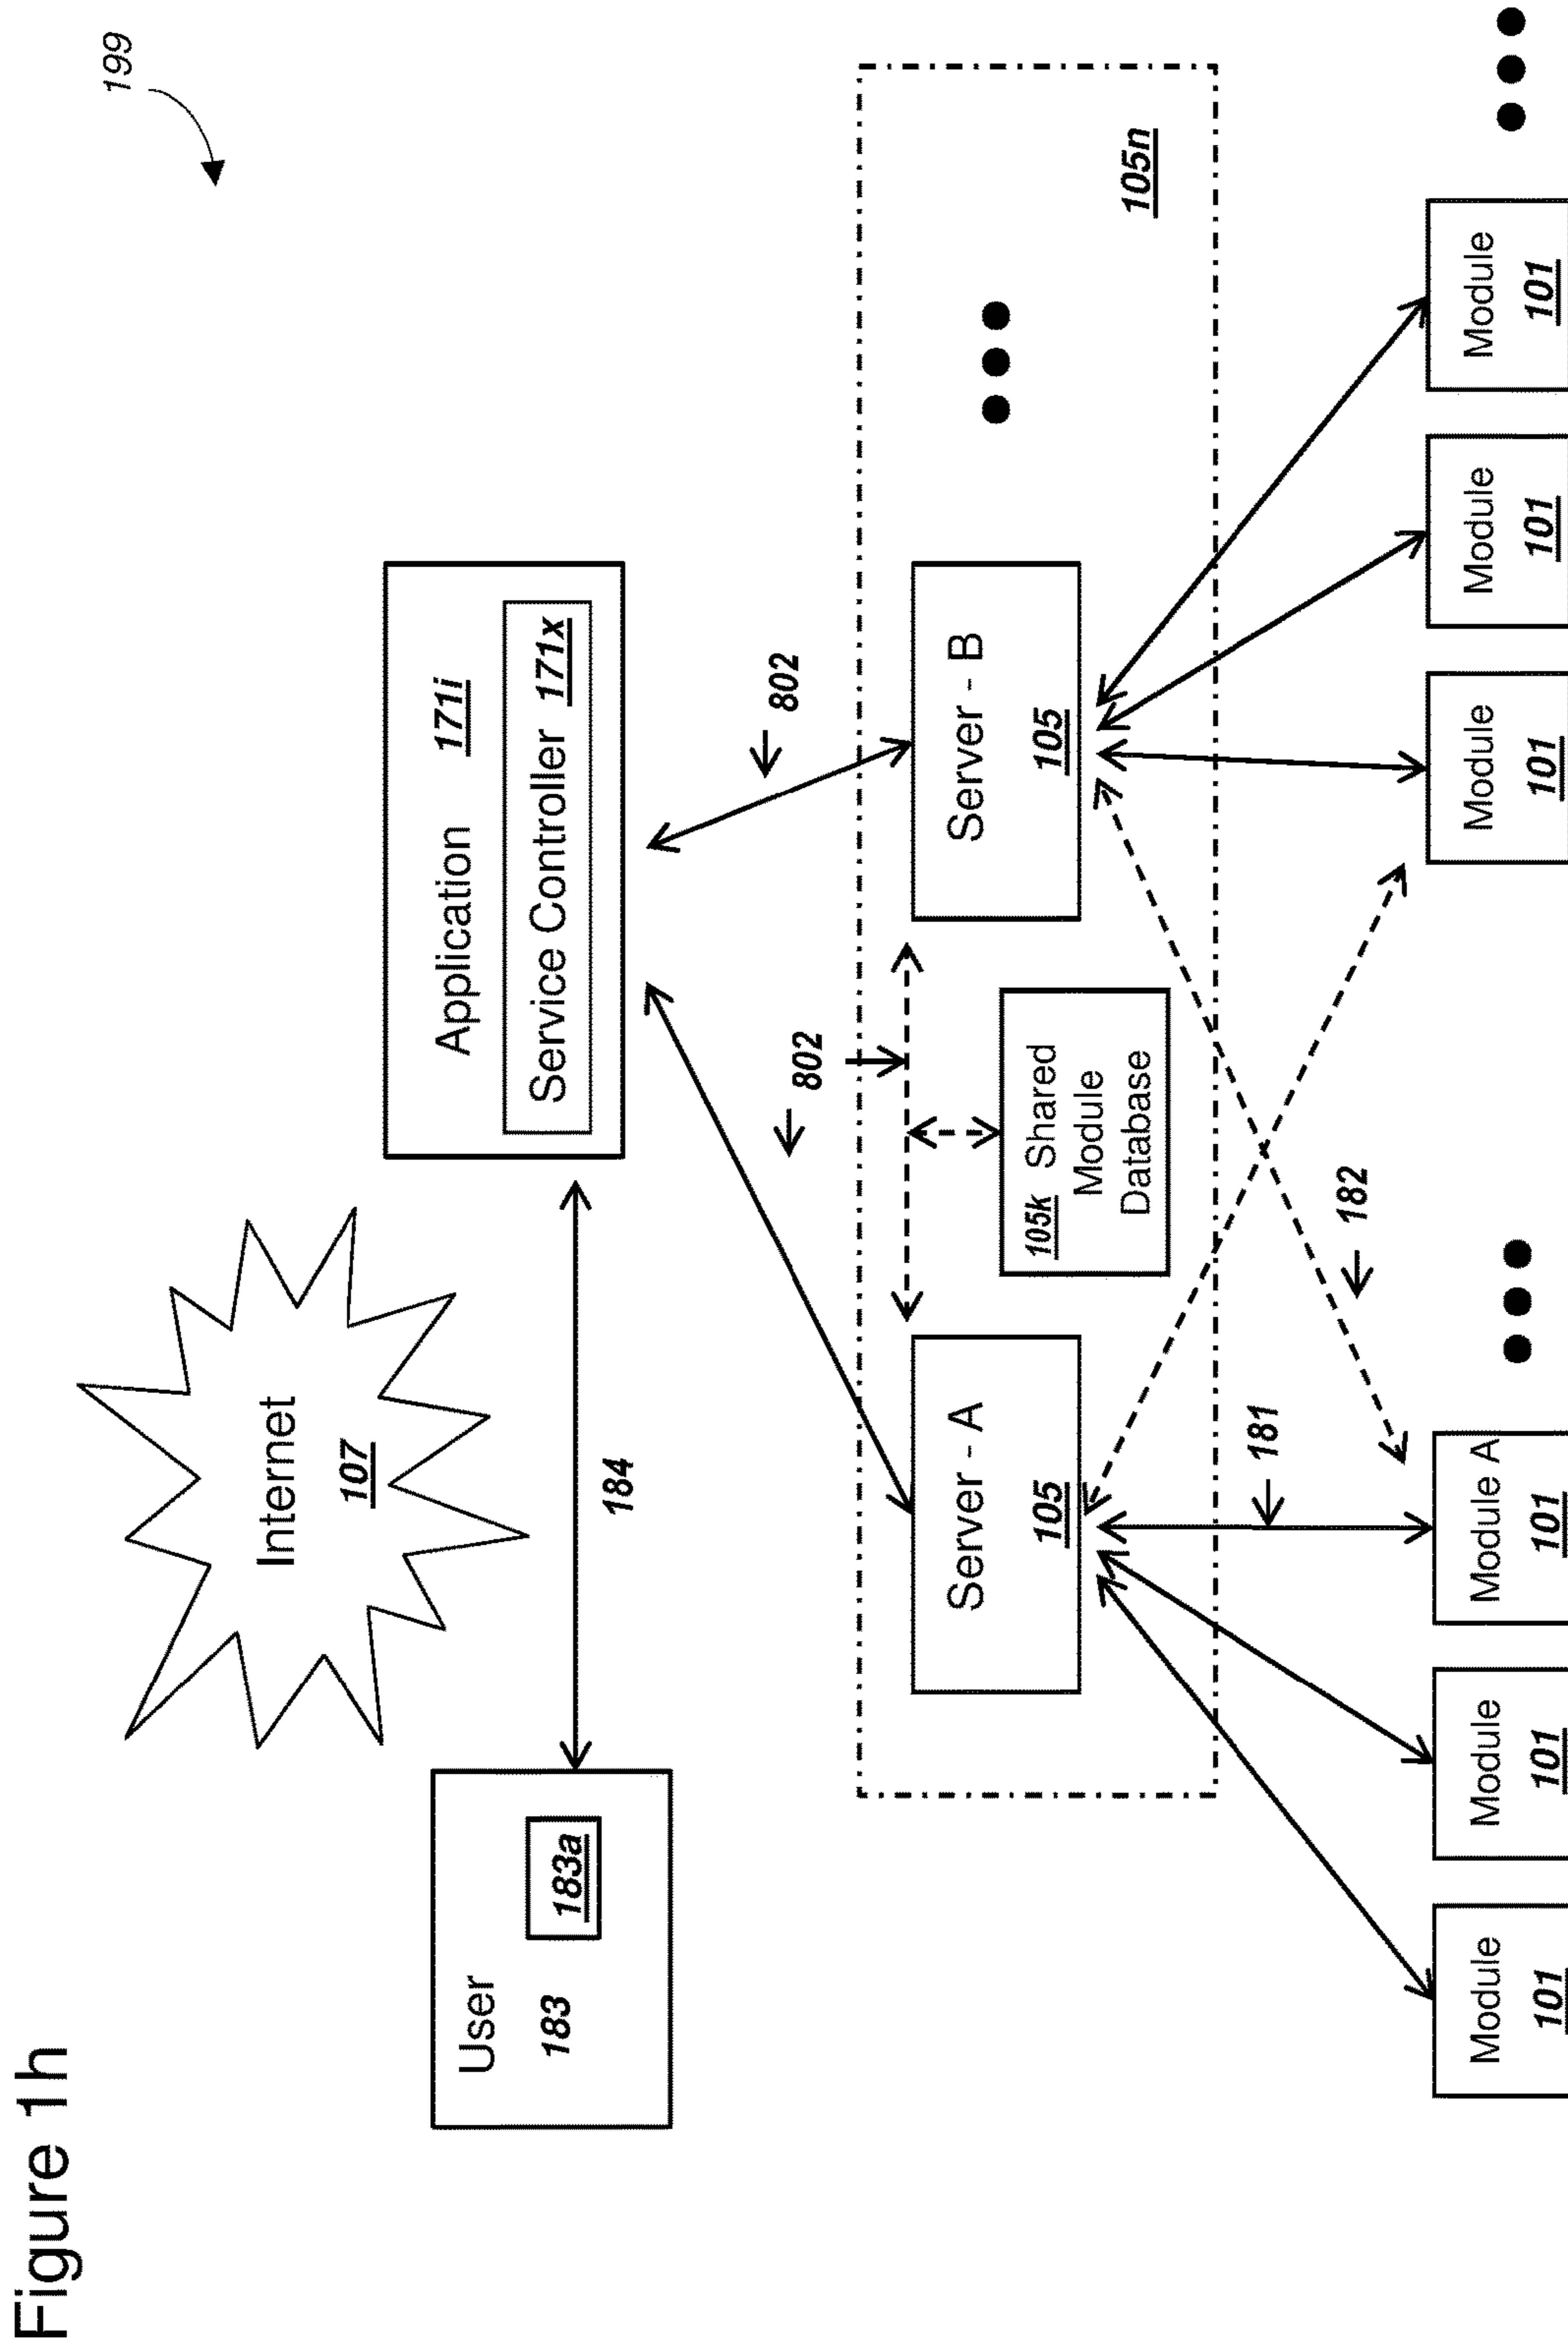 Figure 1h
199
Internet
107
User
183
183a
184
Application 171i
Service Controller 171x
802
802
802
Server - A
105
105k Shared
Module
Database
Server - B
105
105n
181
182
Module
101
Module
101
Module A
101
Module
101
Module
101
Module
101